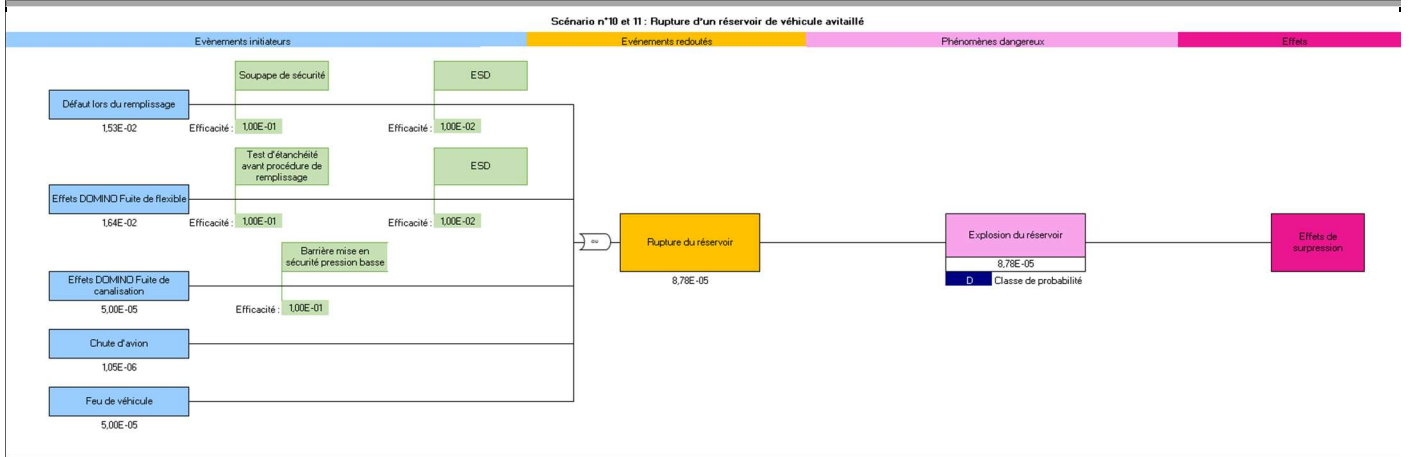 Scénario n°10 et 11 : Rupture d'un réservoir de véhicule avitaillé
Evènements initiateurs
Evénements redoutés
Phénomènes dangereux
Effets
Soupape de sécurité
ESD
Défaut lors du remplissage
1,53E-02
Efficacité :
1,00E-01
Efficacité :
1,00E-02
Test d'étanchéité
avant procédure de
remplissage
ESD
Effets DOMINO Fuite de flexible
1,64E-02
Efficacité :
1,00E-01
Efficacité :
1,00E-02
Barrière mise en
sécurité pression basse
Effets DOMINO Fuite de
canalisation
5,00E-05
Efficacité :
1,00E-01
Chute d'avion
1,05E-06
Feu de véhicule
5,00E-05
ou
Rupture du réservoir
8,78E-05
Explosion du réservoir
8,78E-05
D Classe de probabilité
Effets de
surpression